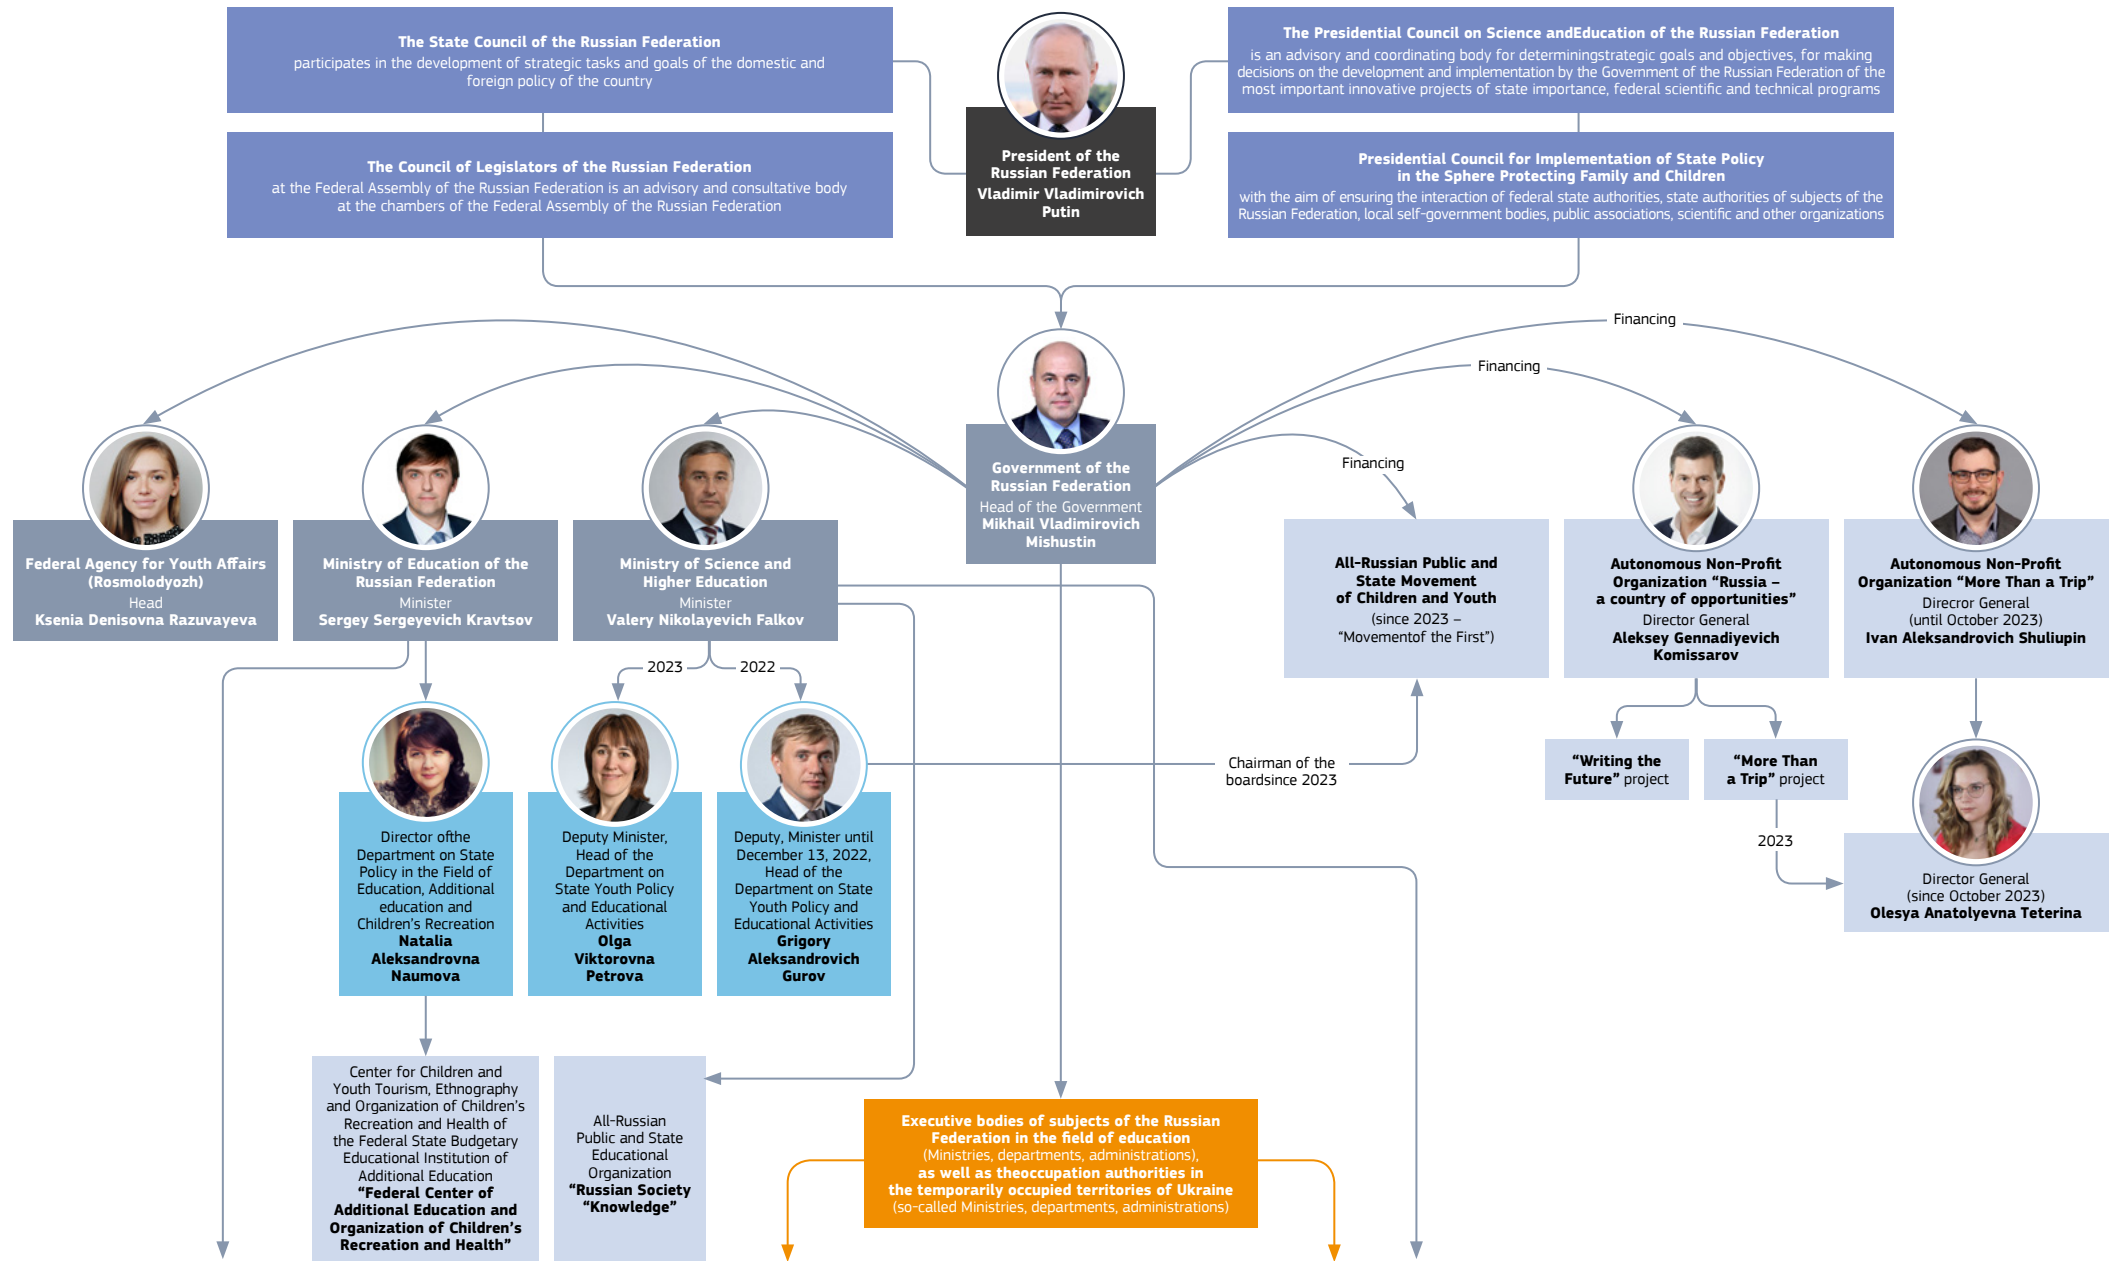 The State Council of the Russian Federation
participates in the development of strategic tasks and goals of the domestic and
foreign policy of the country
The Council of Legislators of the Russian Federation
at the Federal Assembly of the Russian Federation is an advisory and consultative body
at the chambers of the Federal Assembly of the Russian Federation
President of the
Russian Federation
Vladimir Vladimirovich
Putin
The Presidential Council on Science andEducation of the Russian Federation
is an advisory and coordinating body for determiningstrategic goals and objectives, for making
decisions on the development and implementation by the Government of the Russian Federation of the
most important innovative projects of state importance, federal scientific and technical programs
Presidential Council for Implementation of State Policy
in the Sphere Protecting Family and Children
with the aim of ensuring the interaction of federal state authorities, state authorities of subjects of the
Russian Federation, local self-government bodies, public associations, scientific and other organizations
Financing
Financing
Financing
Government of the
Russian Federation
Head of the Government
Mikhail Vladimirovich
Mishustin
Federal Agency for Youth Affairs
(Rosmolodyozh)
Head
Ksenia Denisovna Razuvayeva
Ministry of Education of the
Russian Federation
Minister
Sergey Sergeyevich Kravtsov
Ministry of Science and
Higher Education
Minister
Valery Nikolayevich Falkov
All-Russian Public and
State Movement
of Children and Youth
(since 2023 –
“Movementof the First”)
Autonomous Non-Profit
Organization “Russia –
a country of opportunities”
Director General
Aleksey Gennadiyevich
Komissarov
Autonomous Non-Profit
Organization “More Than a Trip”
Direcror General
(until October 2023)
Ivan Aleksandrovich Shuliupin
2023
2022
Director ofthe
Department on State
Policy in the Field of
Education, Additional
education and
Children’s Recreation
Natalia
Aleksandrovna
Naumova
Deputy Minister,
Head of the
Department on
State Youth Policy
and Educational
Activities
Olga
Viktorovna
Petrova
Deputy, Minister until
December 13, 2022,
Head of the
Department on State
Youth Policy and
Educational Activities
Grigory
Aleksandrovich
Gurov
Chairman of the
boardsince 2023
“Writing the
Future” project
“More Than
a Trip” project
2023
Director General
(since October 2023)
Olesya Anatolyevna Teterina
Center for Children and
Youth Tourism, Ethnography
and Organization of Children’s
Recreation and Health of
the Federal State Budgetary
Educational Institution of
Additional Education
“Federal Center of
Additional Education and
Organization of Children’s
Recreation and Health”
All-Russian
Public and State
Educational
Organization
“Russian Society
“Knowledge”
Executive bodies of subjects of the Russian
Federation in the field of education
(Ministries, departments, administrations),
as well as theoccupation authorities in
the temporarily occupied territories of Ukraine
(so-called Ministries, departments, administrations)